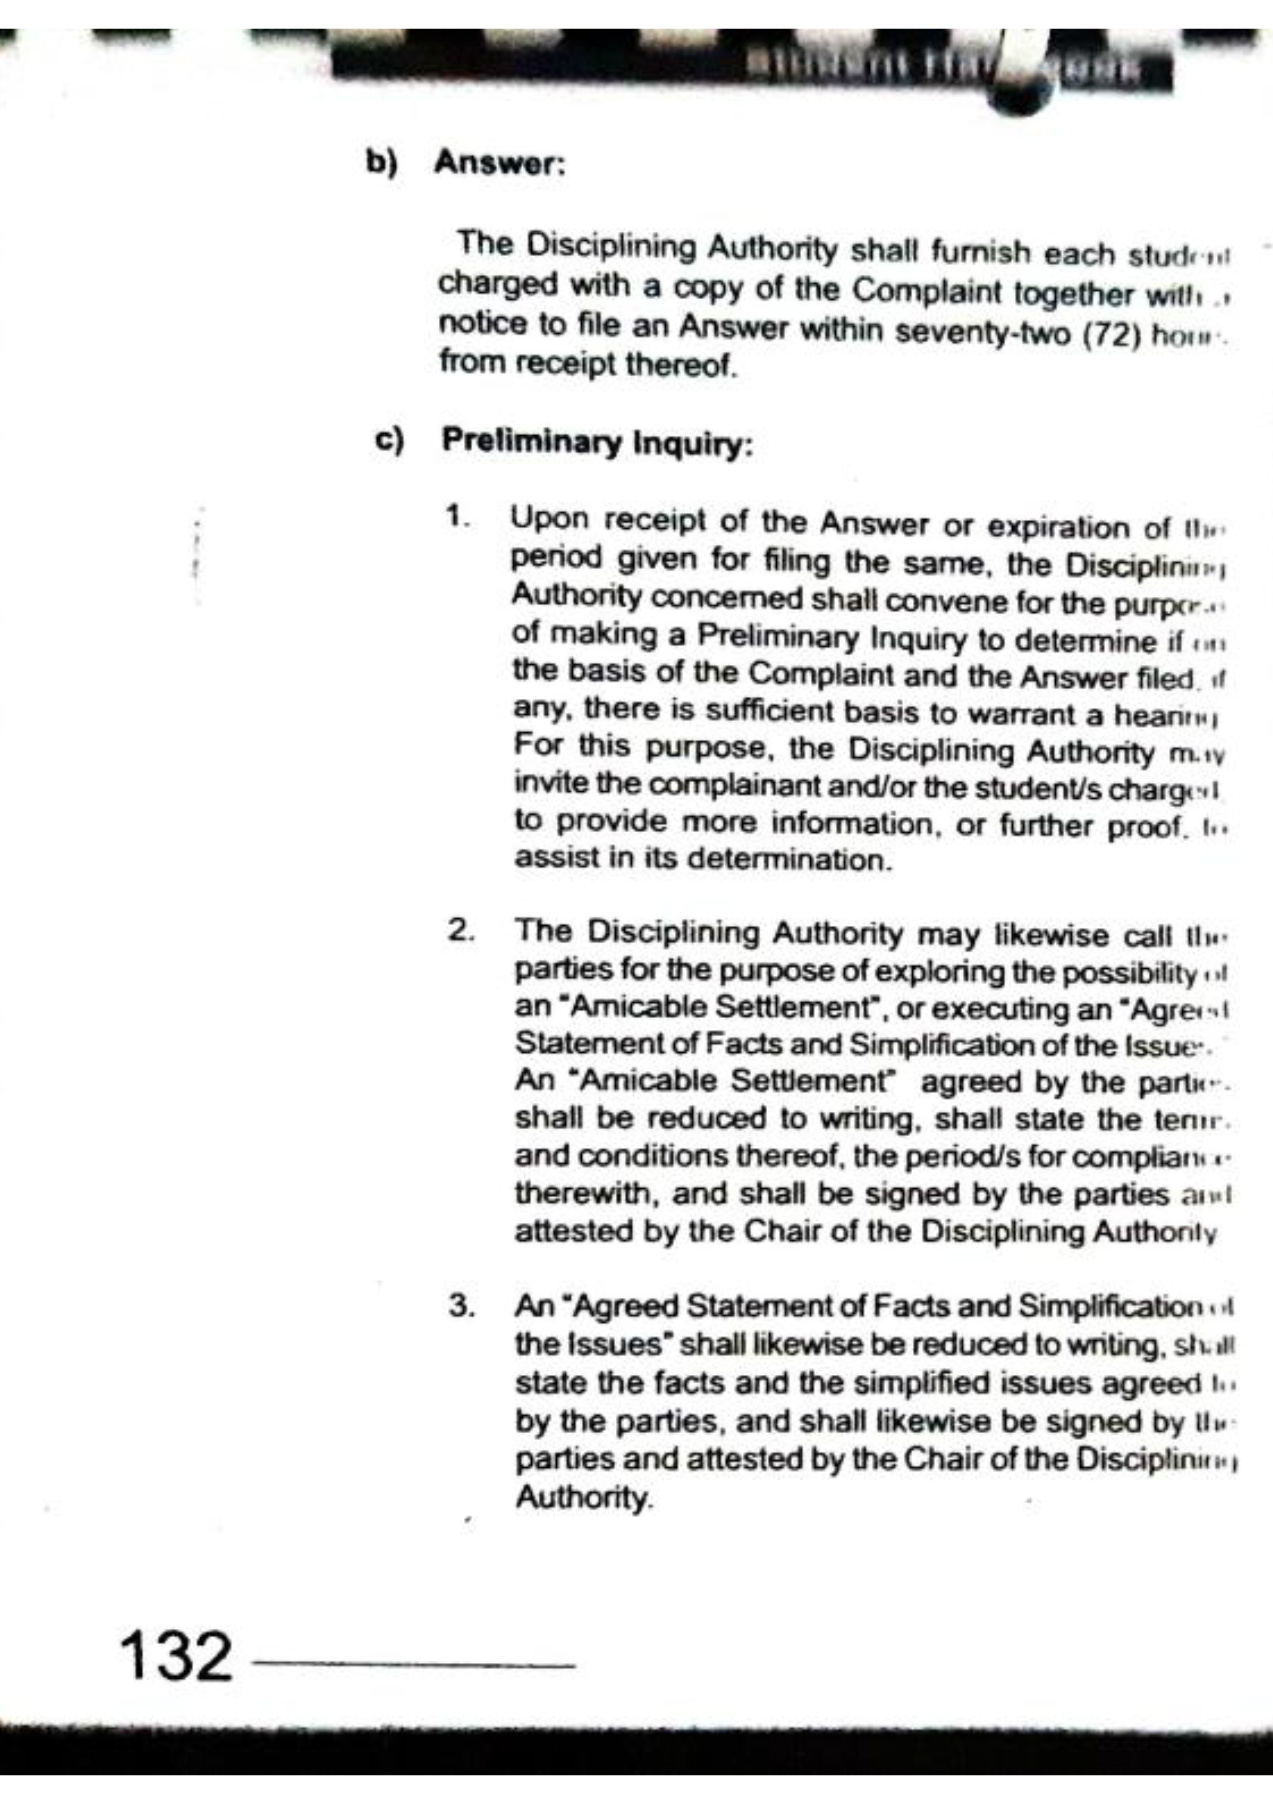 b) Answer:
The Disciplining Authority shall furnish each student
charged with a copy of the Complaint together with a
notice to file an Answer within seventy-two (72) hours
from receipt thereof.
c) Preliminary Inquiry:
1. Upon receipt of the Answer or expiration of the
period given for filing the same, the Disciplining
Authority concerned shall convene for the purpose
of making a Preliminary Inquiry to determine if on
the basis of the Complaint and the Answer filed, if
any, there is sufficient basis to warrant a hearing
For this purpose, the Disciplining Authority may
invite the complainant and/or the student/s charged
to provide more information, or further proof, to
assist in its determination.
2. The Disciplining Authority may likewise call the
parties for the purpose of exploring the possibility of
an "Amicable Settlement", or executing an "Agreed
Statement of Facts and Simplification of the Issues.
An "Amicable Settlement" agreed by the parties
shall be reduced to writing, shall state the terms
and conditions thereof, the period/s for compliance
therewith, and shall be signed by the parties and
attested by the Chair of the Disciplining Authority
3. An "Agreed Statement of Facts and Simplification of
the Issues" shall likewise be reduced to writing, shall
state the facts and the simplified issues agreed to
by the parties, and shall likewise be signed by the
parties and attested by the Chair of the Disciplining
Authority.
132